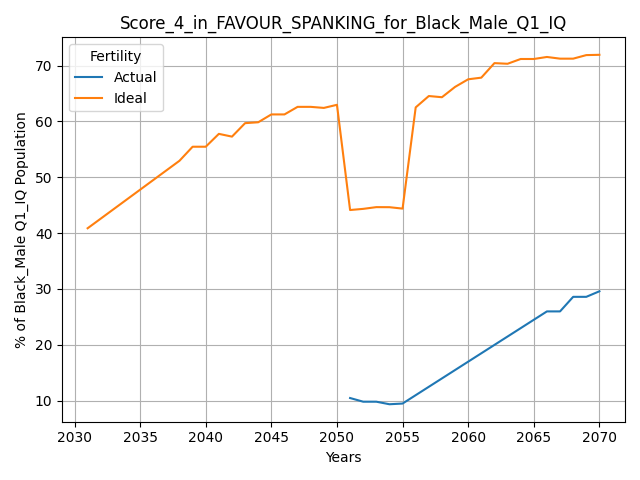 Score_4_in_FAVOUR_SPANKING_for_Black_Male_Q1_IQ
Fertility
Actual
Ideal
% of Black_Male Q1_IQ Population
70
60
50
40
30
20
10
2030 2035 2040 2045 2050 2055 2060 2065 2070
Years